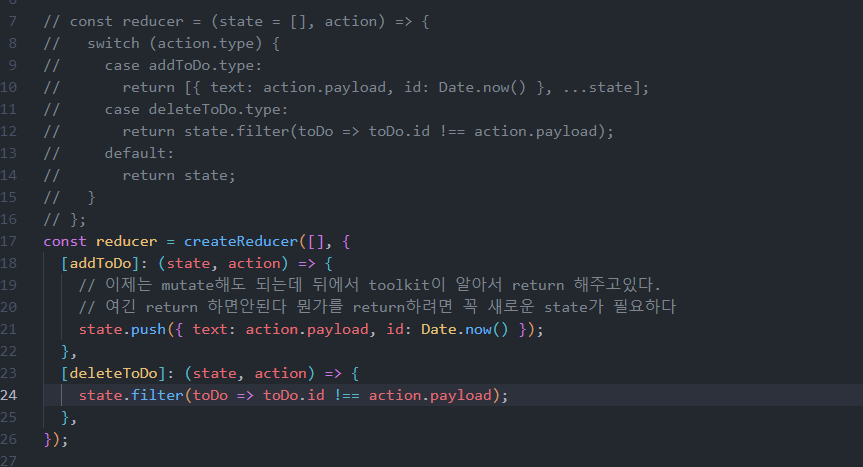 7 // const reducer = (state = [], action) => {
8 //   switch (action.type) {
9 //     case addToDo.type:
10 //       return [{ text: action.payload, id: Date.now() }, ...state];
11 //     case deleteToDo.type:
12 //       return state.filter(toDo => toDo.id !== action.payload);
13 //     default:
14 //       return state;
15 //   }
16 // };
17 const reducer = createReducer([], {
18   [addToDo]: (state, action) => {
19     // 이제는 mutate해도 되는데 뒤에서 toolkit이 알아서 return 해주고있다.
20     // 여긴 return 하면안된다 뭔가를 return하려면 꼭 새로운 state가 필요하다
21     state.push({ text: action.payload, id: Date.now() });
22   },
23   [deleteToDo]: (state, action) => {
24     state.filter(toDo => toDo.id !== action.payload);
25   },
26 });
27